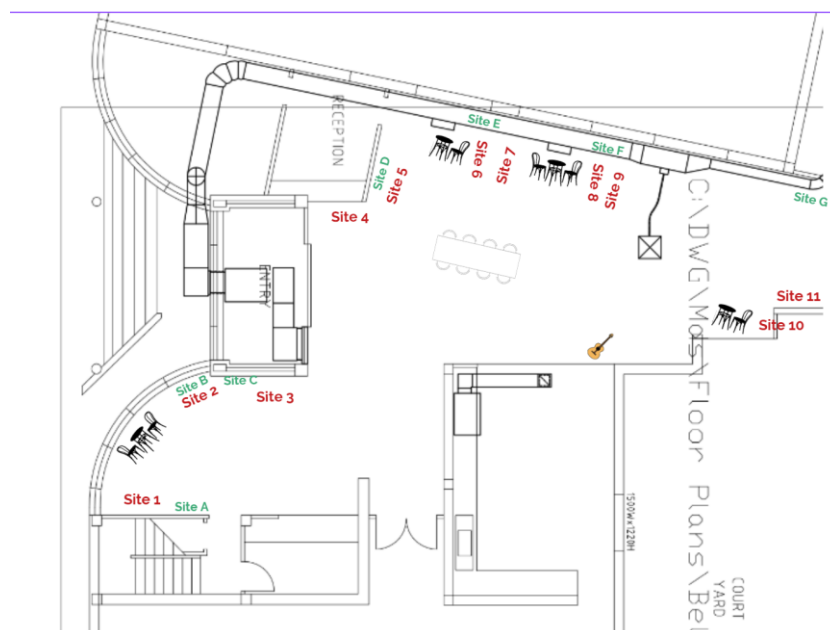 RECEPTION
Site E
Site F
Site G
Site D
Site 5
Site 6
Site 7
Site 8
Site 9
Site 4
ENTRY
Site 11
Site 10
Site B
Site C
Site 2
Site 3
Site 1
Site A
1500Wx1220H
C:\DWG\Mos\Floor Plans\Bel
COURT
YARD